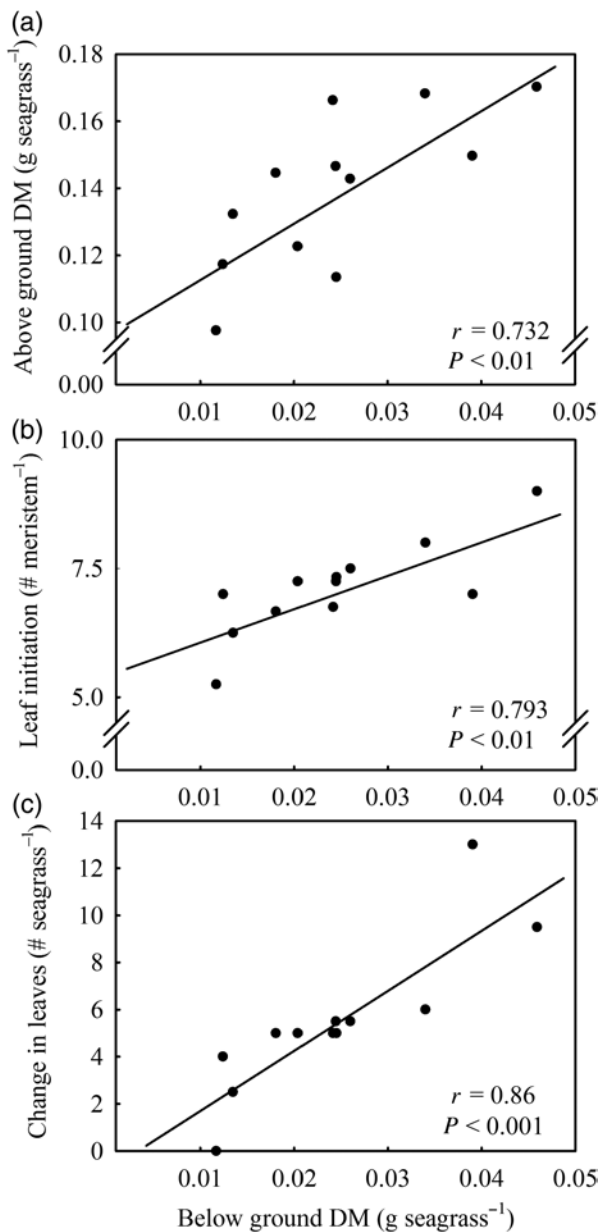 (a)
Above ground DM (g seagrass⁻¹)
0.18
0.16
0.14
0.12
0.10
0.00
r = 0.732
P < 0.01
0.01 0.02 0.03 0.04 0.05
(b)
Leaf initiation (# meristem⁻¹)
10.0
7.5
5.0
0.0
r = 0.793
P < 0.01
0.01 0.02 0.03 0.04 0.05
(c)
Change in leaves (# seagrass⁻¹)
14
12
10
8
6
4
2
0
r = 0.86
P < 0.001
0.01 0.02 0.03 0.04 0.05
Below ground DM (g seagrass⁻¹)